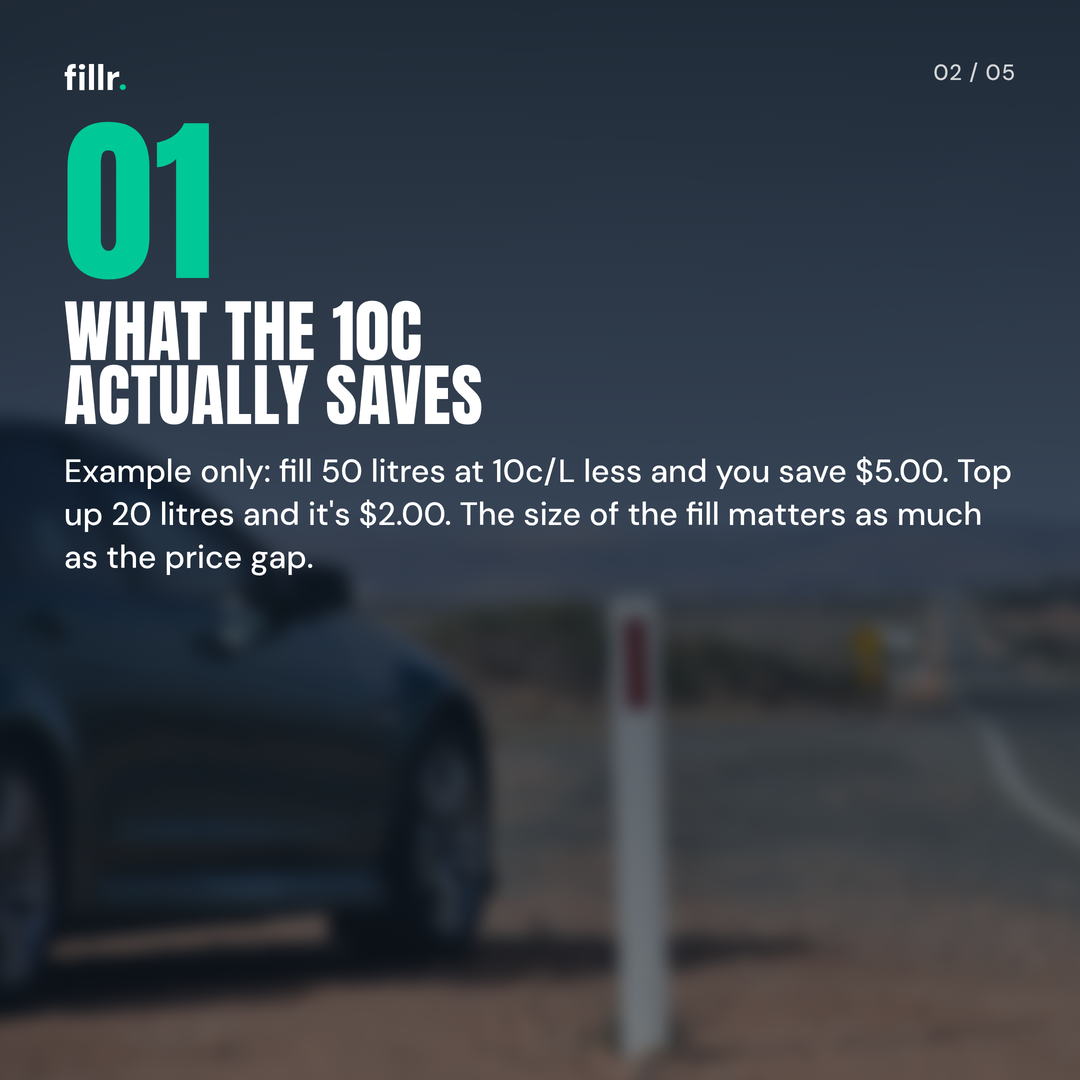 fillr.
02 / 05
01
WHAT THE 10C
ACTUALLY SAVES
Example only: fill 50 litres at 10c/L less and you save $5.00. Top
up 20 litres and it's $2.00. The size of the fill matters as much
as the price gap.